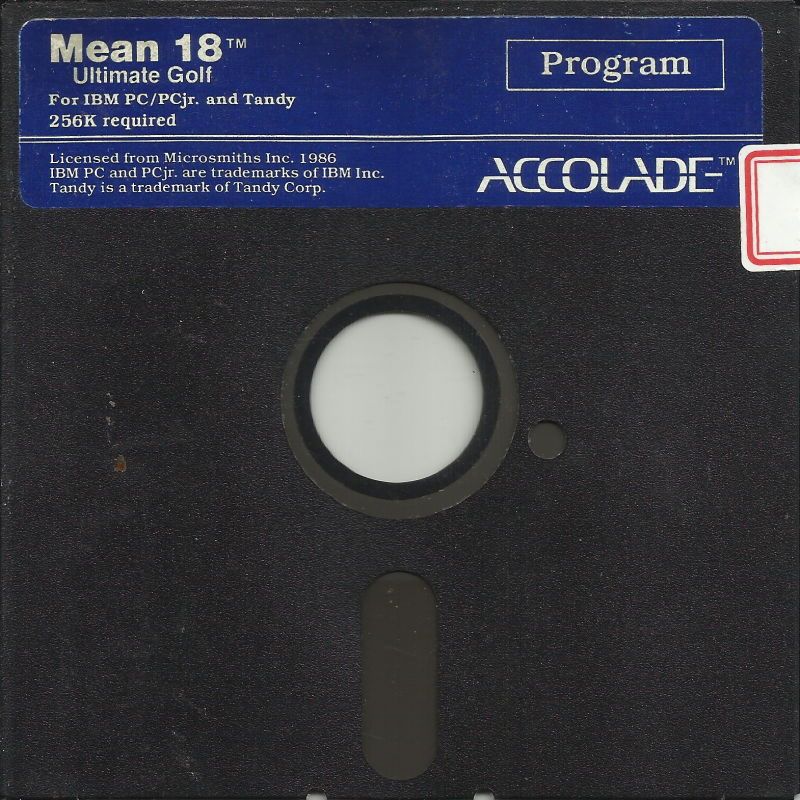 Mean 18™
Ultimate Golf
Program
For IBM PC/PCjr. and Tandy
256K required
Licensed from Microsmiths Inc. 1986
IBM PC and PCjr. are trademarks of IBM Inc.
Tandy is a trademark of Tandy Corp.
ACCOLADE™